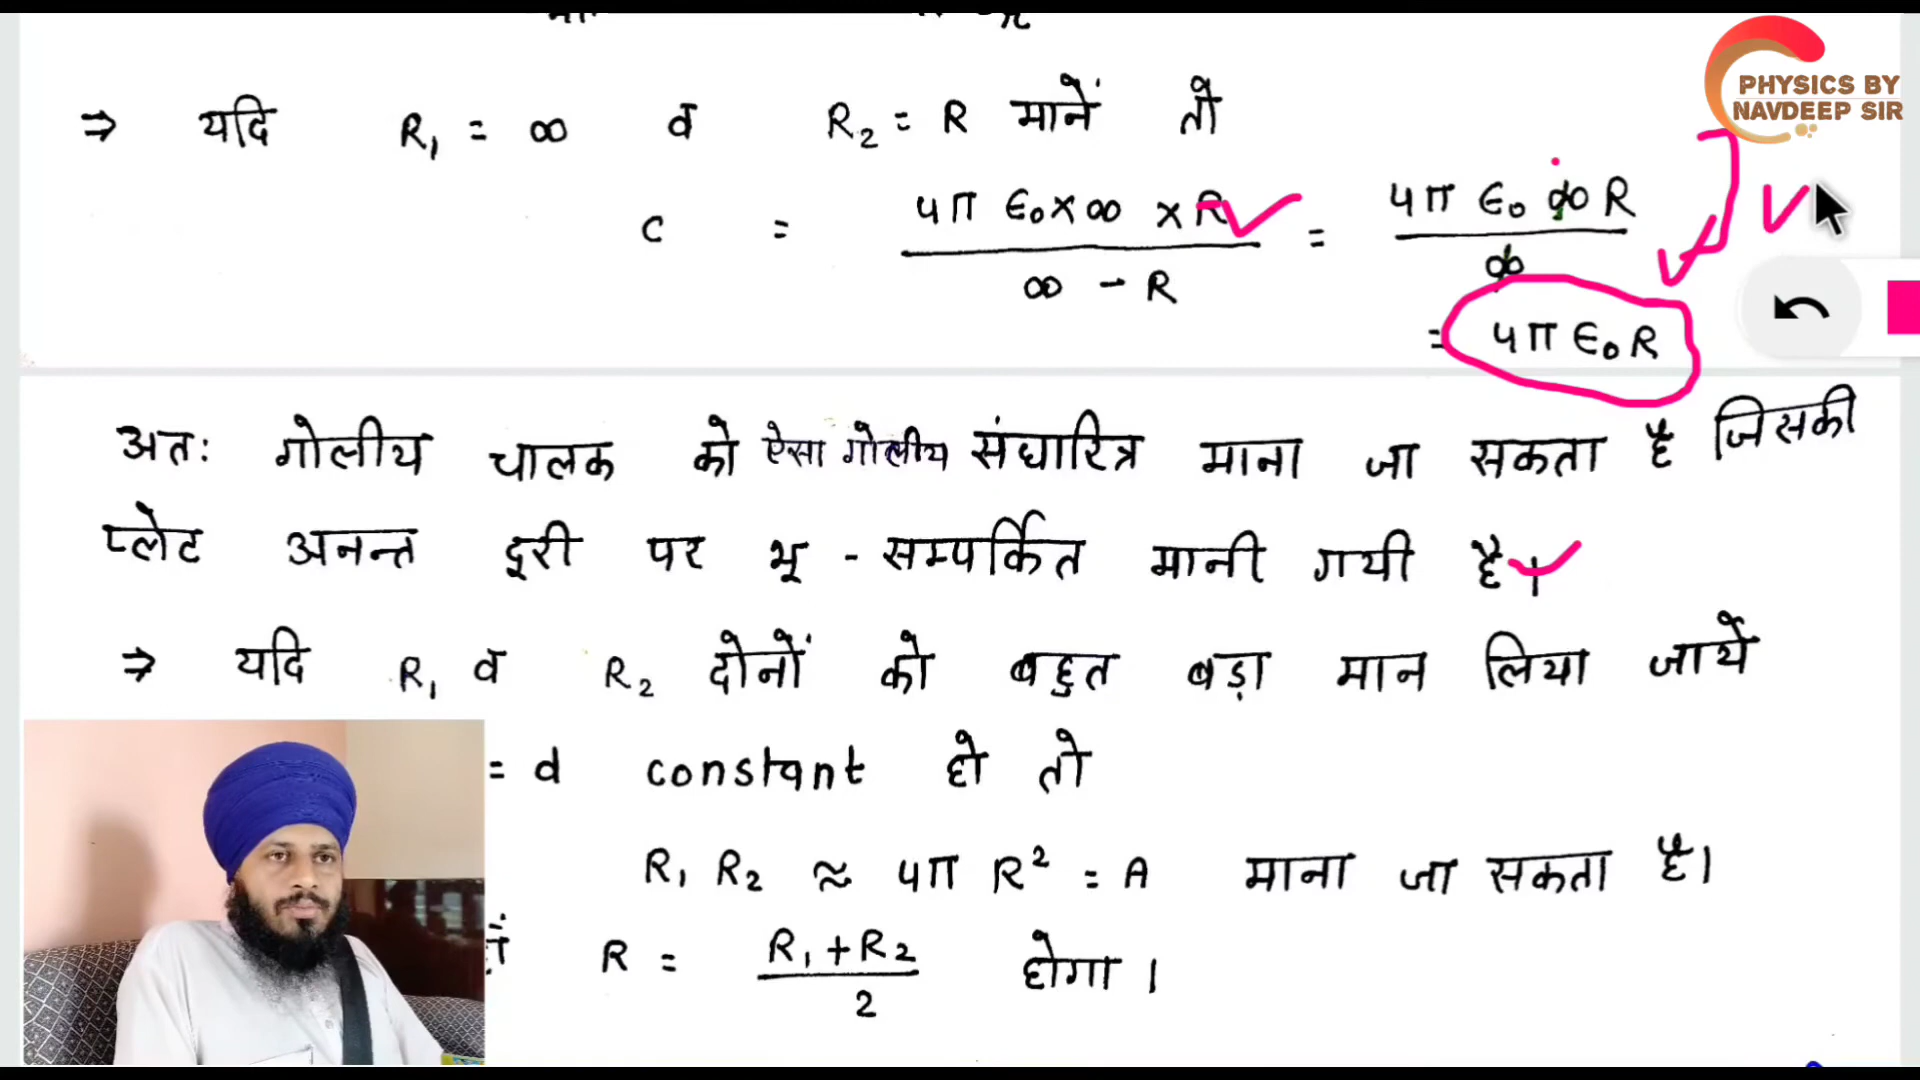 PHYSICS BY
NAVDEEP SIR
⇒ यदि R₁ = ∞ व R₂ = R मानें तो
C = 4π ϵ₀ × ∞ × R / ∞ - R = 4π ϵ₀ ∞ R / ∞
= 4π ϵ₀ R
अतः गोलीय चालक को ऐसा गोलीय संधारित्र माना जा सकता है जिसकी
प्लेट अनन्त दूरी पर भू - सम्पर्कित मानी गयी है।
⇒ यदि R₁ व R₂ दोनों को बहुत बड़ा मान लिया जाये
= d constant हो तो
R₁ R₂ ≈ 4π R² = A माना जा सकता है।
R = R₁ + R₂ / 2 होगा।